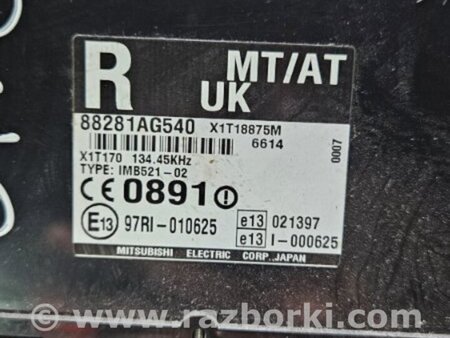 R MT/AT
UK
88281AG540 X1T18875M
6614
0007
X1T170 134.45KHz
TYPE: IMB521-02
CE 0891
E13 97RI-010625
e13 021397
e13 I-000625
MITSUBISHI ELECTRIC CORP. JAPAN
© www.razborki.com